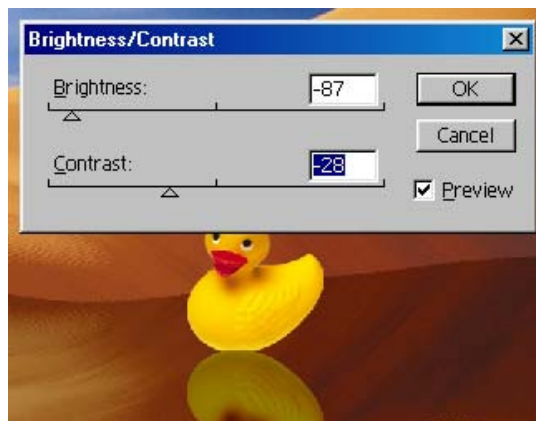 Brightness/Contrast
Brightness: -87
OK
Cancel
Contrast: -28
Preview